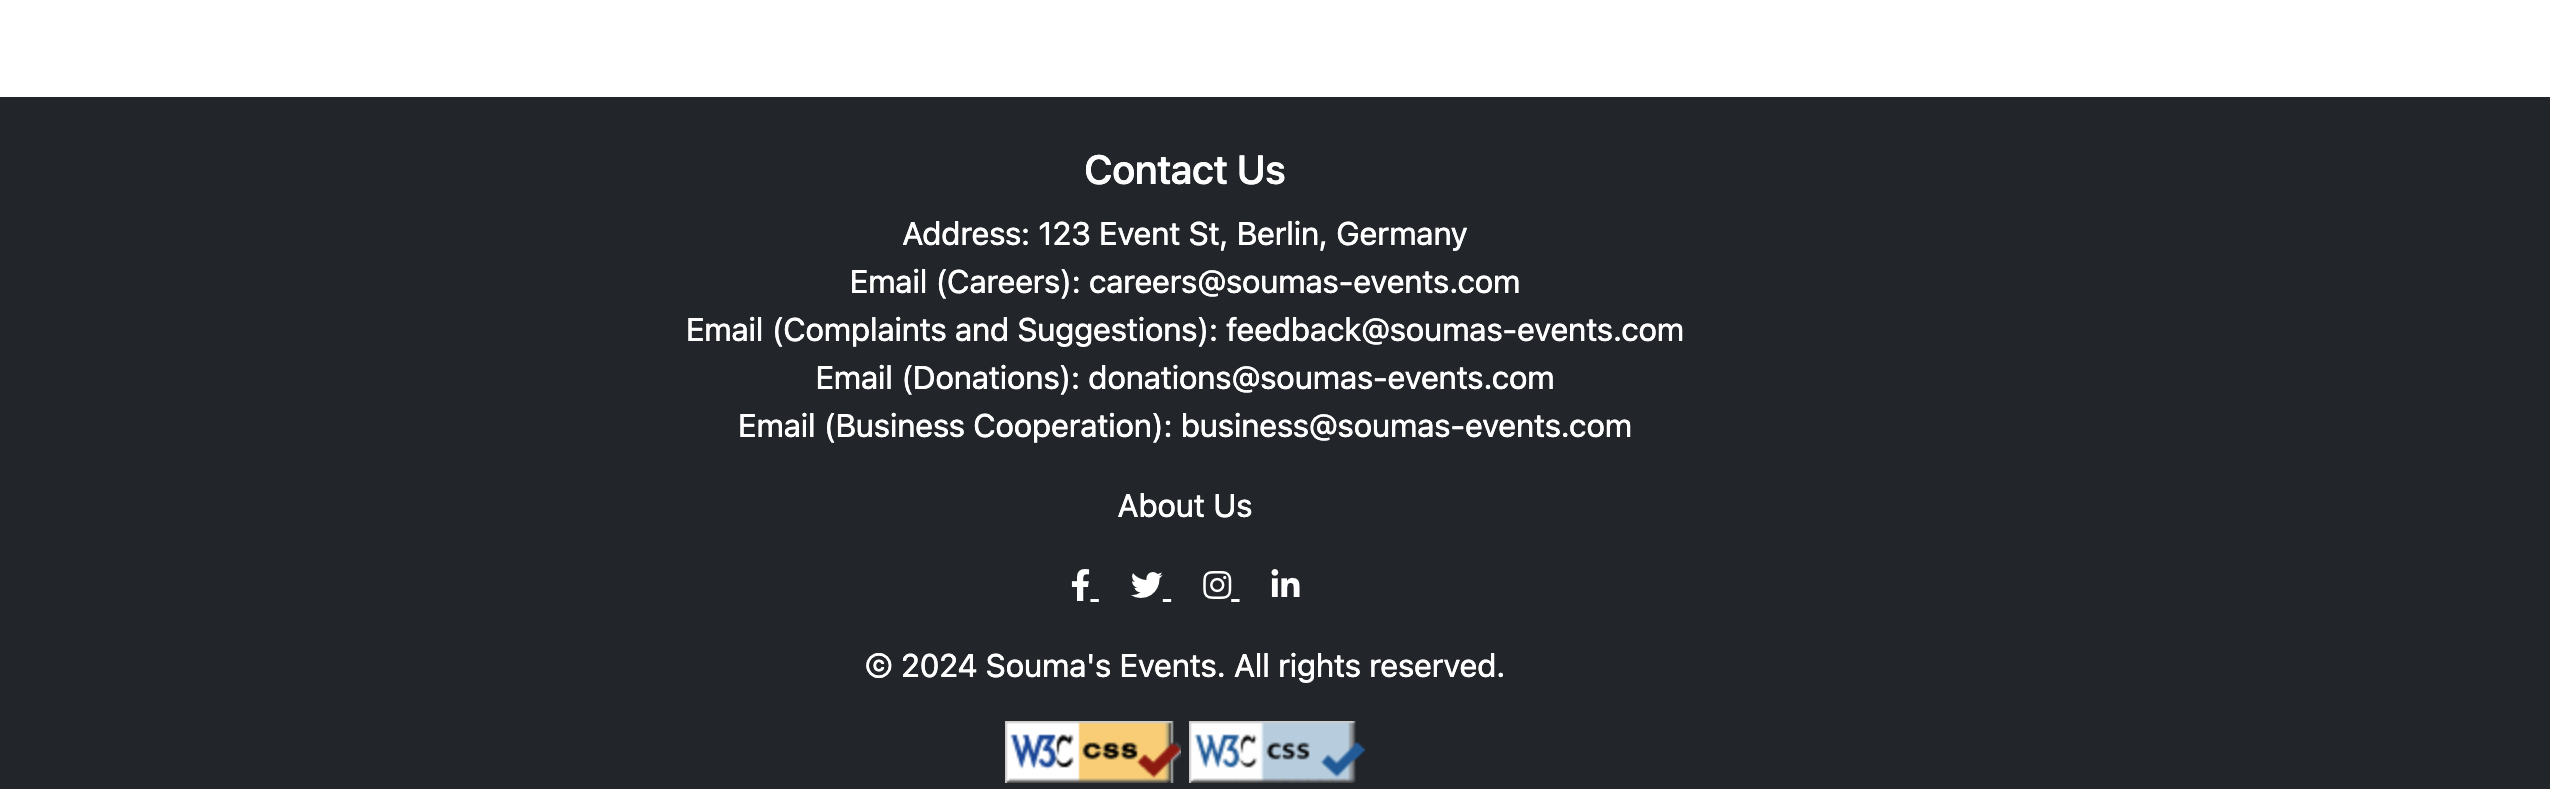 Contact Us
Address: 123 Event St, Berlin, Germany
Email (Careers): careers@soumas-events.com
Email (Complaints and Suggestions): feedback@soumas-events.com
Email (Donations): donations@soumas-events.com
Email (Business Cooperation): business@soumas-events.com
About Us
© 2024 Souma's Events. All rights reserved.
W3C css W3C css